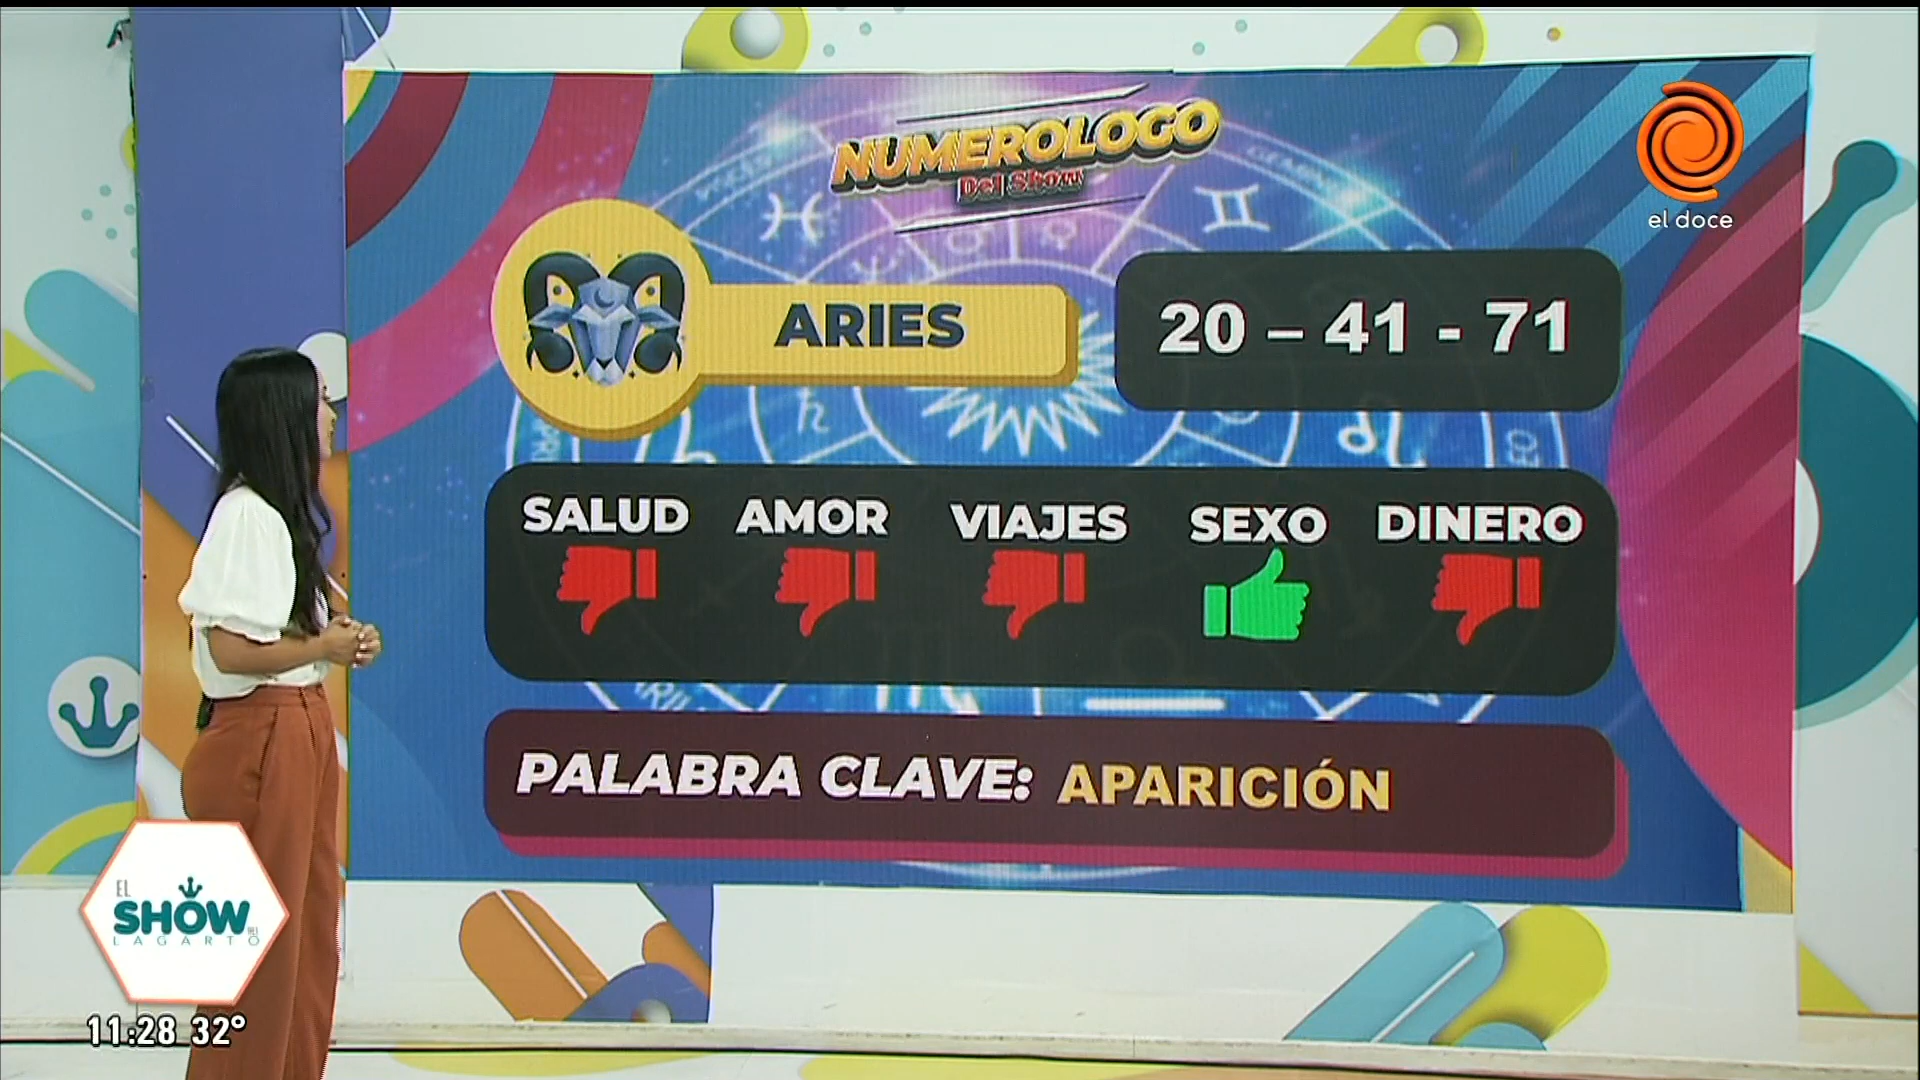 NUMEROLOGO
Del Show
el doce
ARIES
20 – 41 - 71
SALUD AMOR VIAJES SEXO DINERO
PALABRA CLAVE: APARICIÓN
EL
SHOW
DEL
LAGARTO
11:28 32°